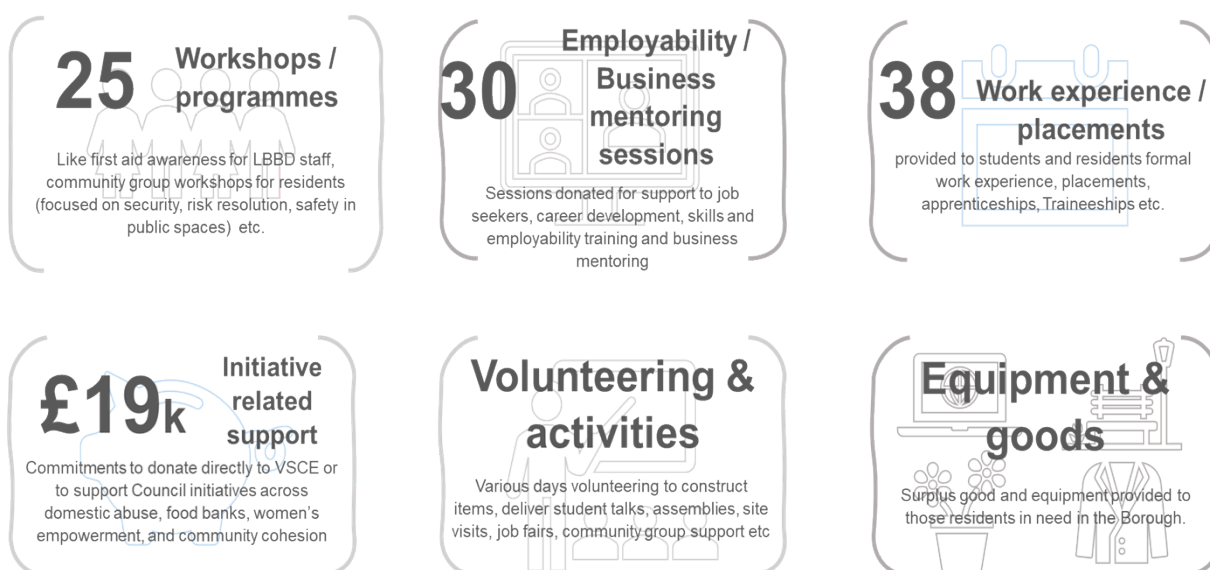 25
Workshops /
programmes
Like first aid awareness for LBBD staff,
community group workshops for residents
(focused on security, risk resolution, safety in
public spaces) etc.
30
Employability /
Business
mentoring
sessions
Sessions donated for support to job
seekers, career development, skills and
employability training and business
mentoring
38
Work experience /
placements
provided to students and residents formal
work experience, placements,
apprenticeships, Traineeships etc.
£19k
Initiative
related
support
Commitments to donate directly to VSCE or
to support Council initiatives across
domestic abuse, food banks, women's
empowerment, and community cohesion
Volunteering &
activities
Various days volunteering to construct
items, deliver student talks, assemblies, site
visits, job fairs, community group support etc
Equipment &
goods
Surplus good and equipment provided to
those residents in need in the Borough.